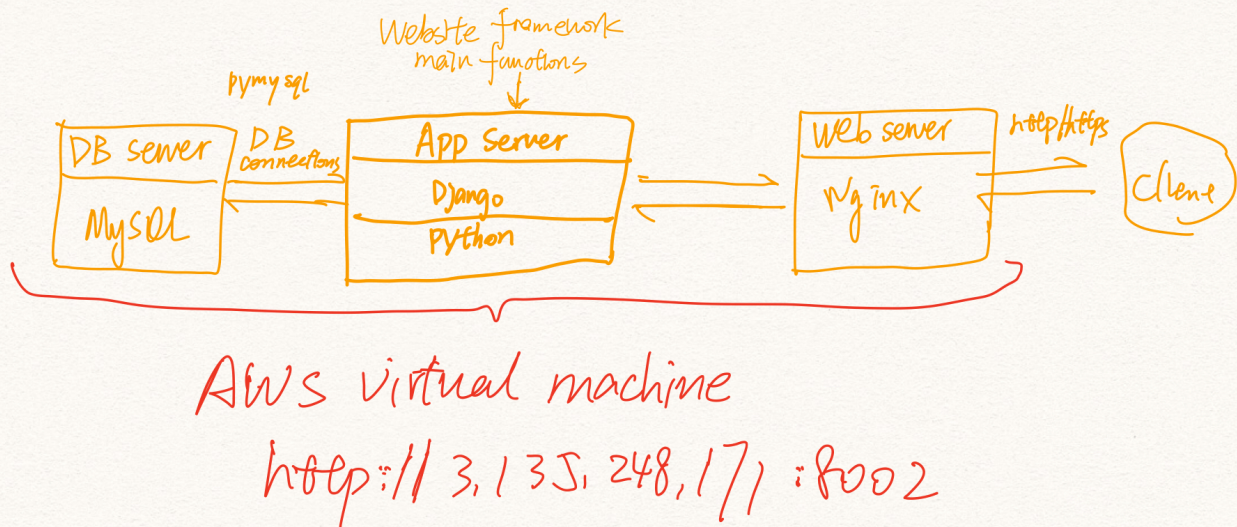 Website framework
main functions
pymysql
DB server
DB
connections
MySQL
App server
Django
Python
Web server
Nginx
http/https
Client
AWS virtual machine
http://3,135,248,171:8002